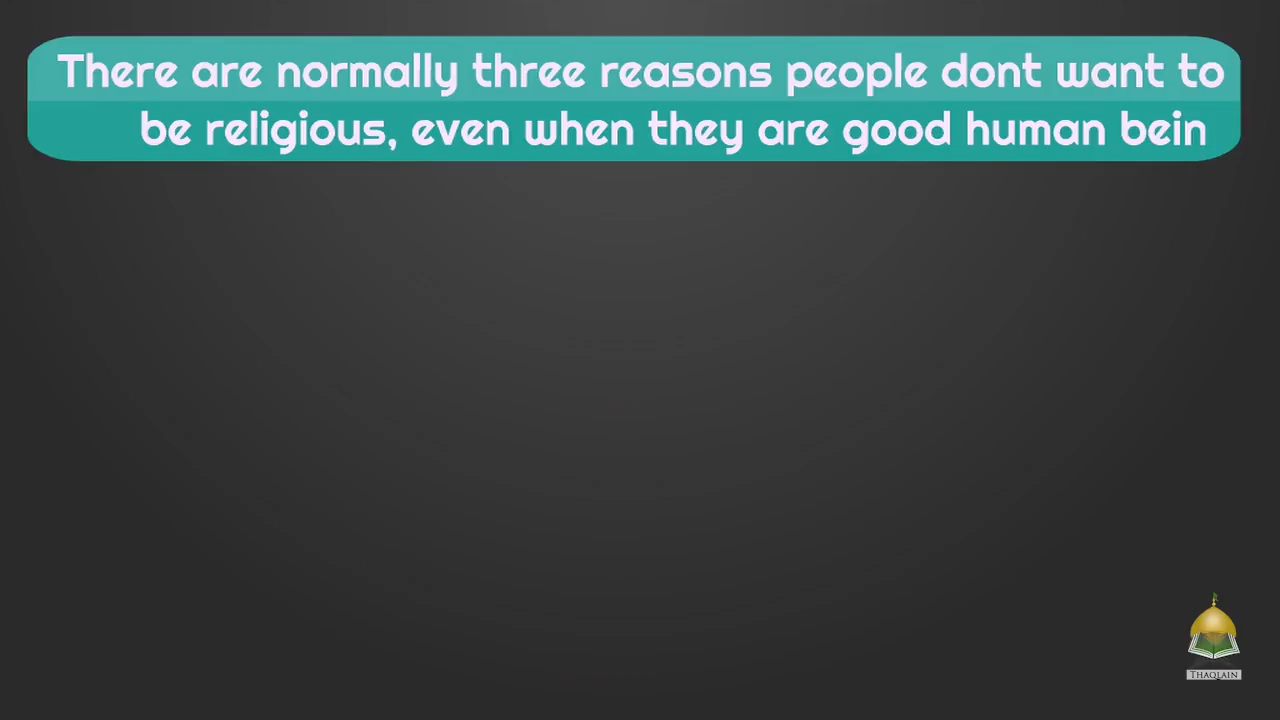 There are normally three reasons people dont want to
be religious, even when they are good human bein
THAQLAIN